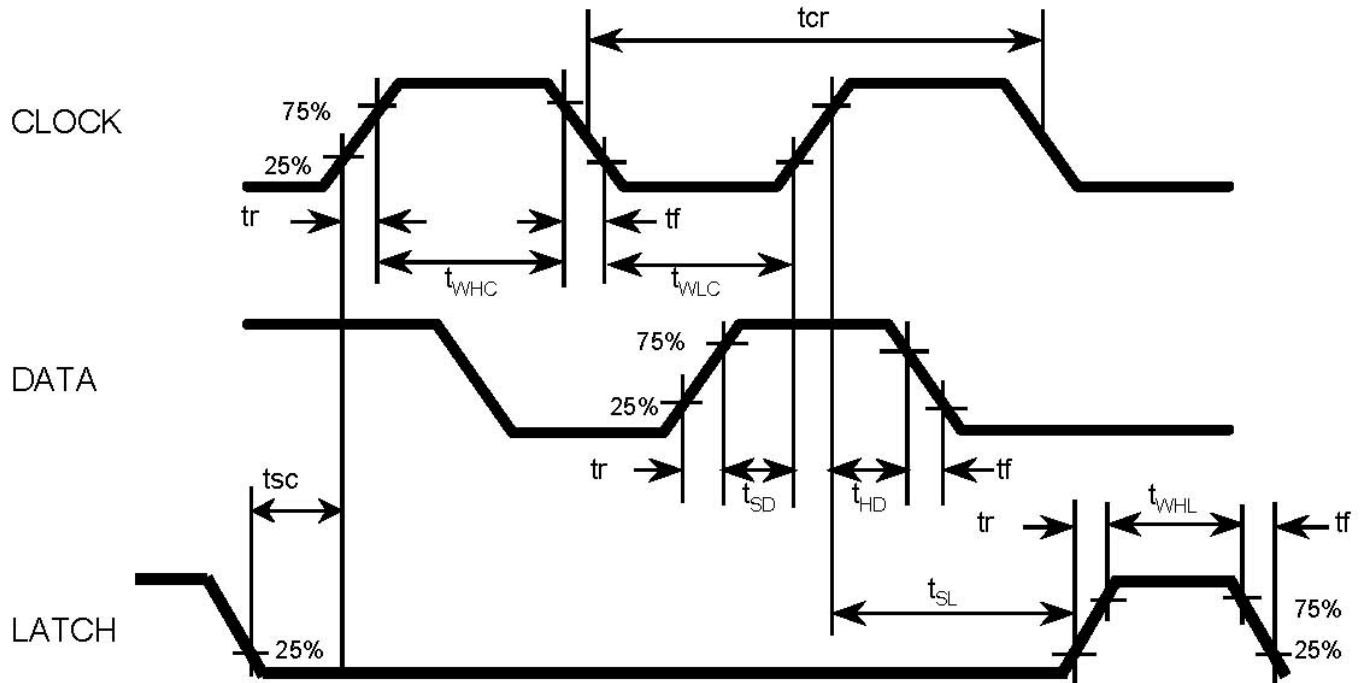 tcr
CLOCK
75%
25%
tr
tf
tWHC
tWLC
DATA
75%
25%
tsc
tr
tSD
tHD
tf
tr
tWHL
tf
LATCH
25%
tSL
75%
25%